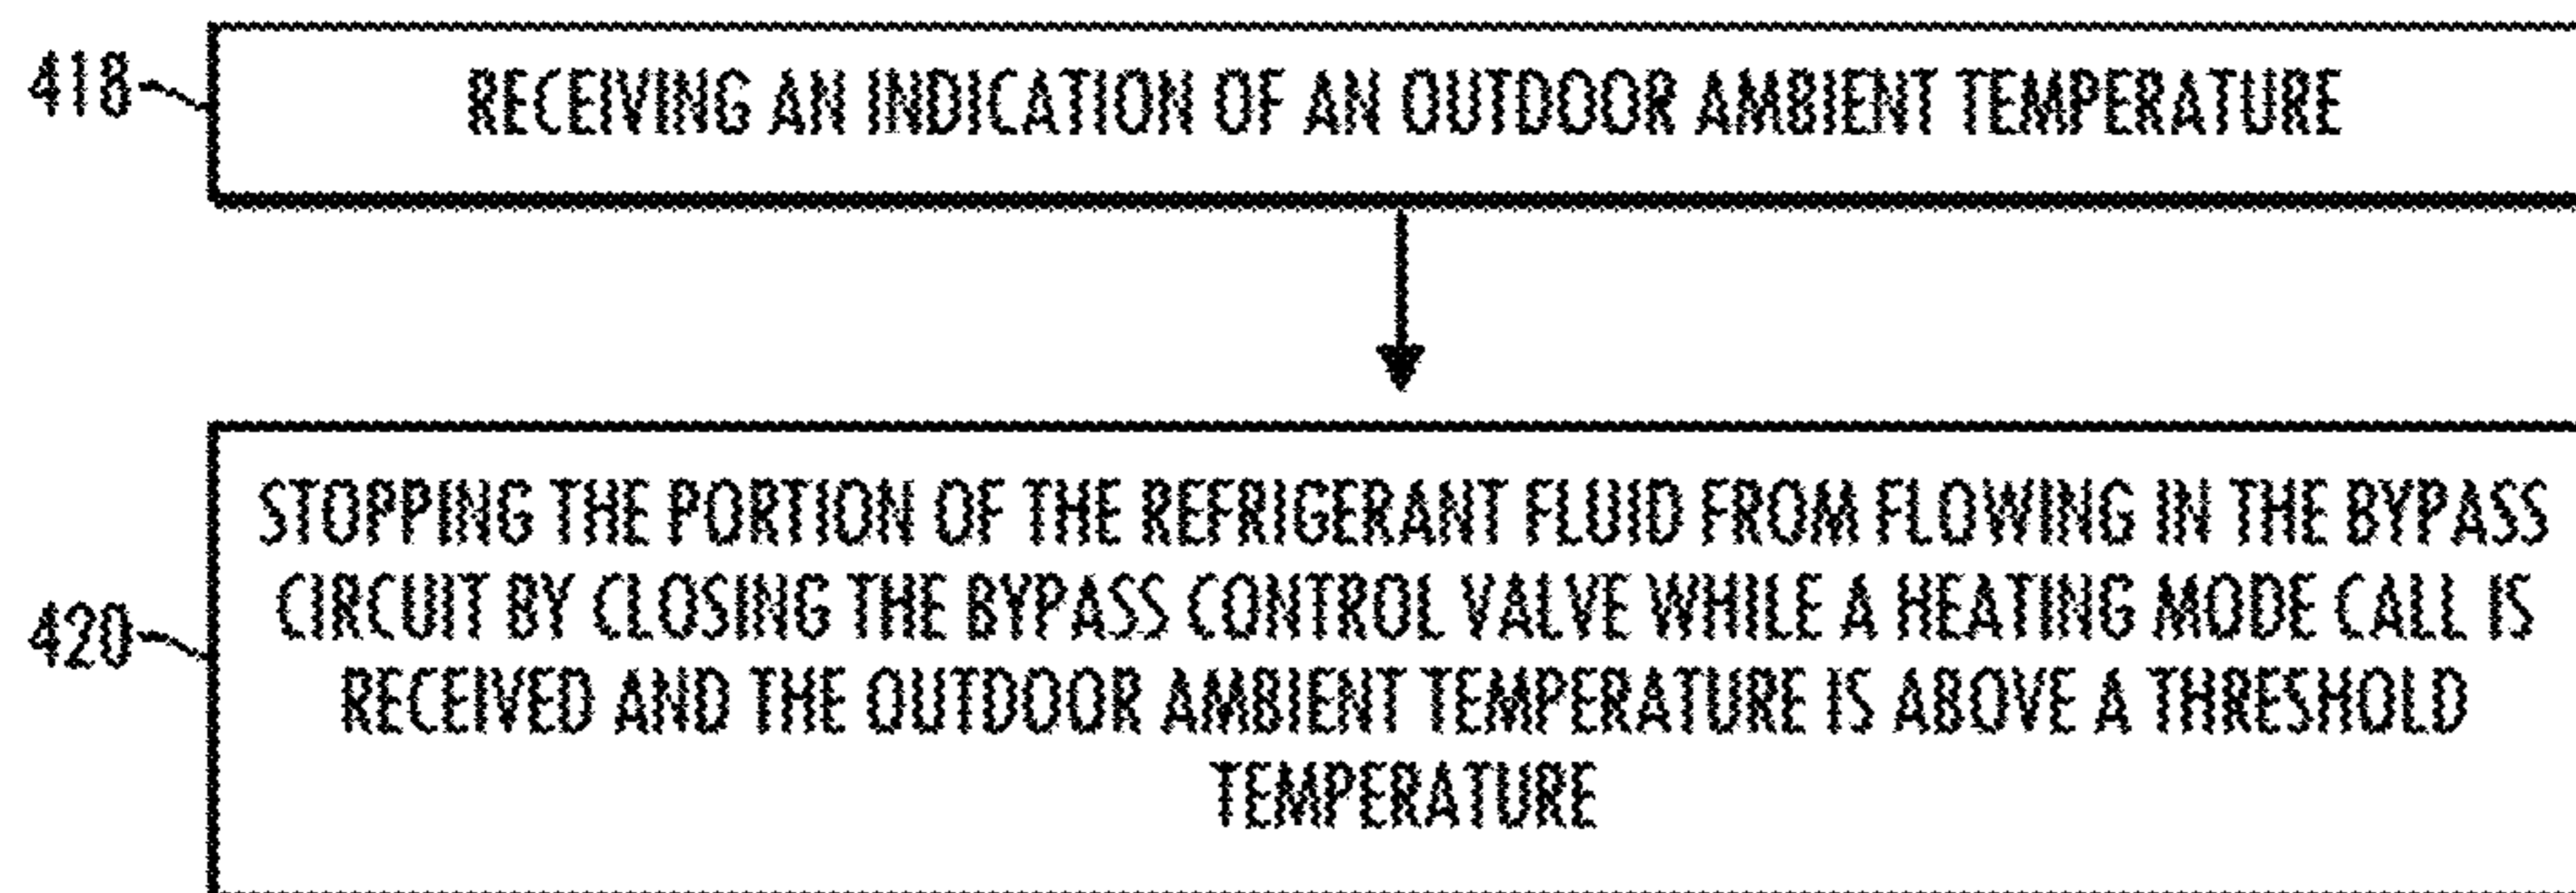 418
RECEIVING AN INDICATION OF AN OUTDOOR AMBIENT TEMPERATURE
STOPPING THE PORTION OF THE REFRIGERANT FLUID FROM FLOWING IN THE BYPASS
CIRCUIT BY CLOSING THE BYPASS CONTROL VALVE WHILE A HEATING MODE CALL IS
420
RECEIVED AND THE OUTDOOR AMBIENT TEMPERATURE IS ABOVE A THRESHOLD
TEMPERATURE